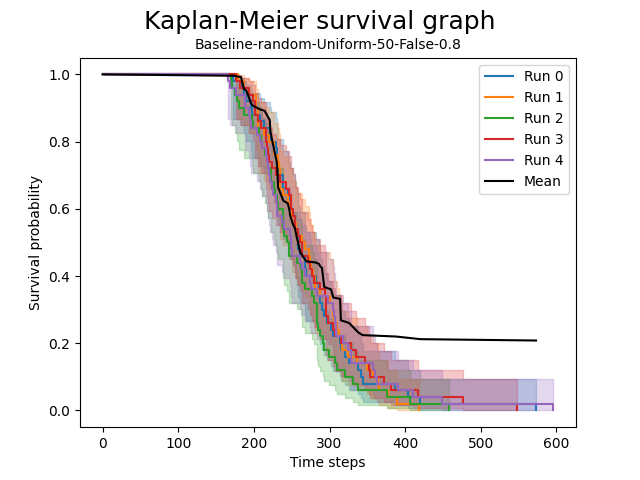 Kaplan-Meier survival graph
Baseline-random-Uniform-50-False-0.8
Survival probability
1.0
0.8
0.6
0.4
0.2
0.0
Run 0
Run 1
Run 2
Run 3
Run 4
Mean
0 100 200 300 400 500 600
Time steps